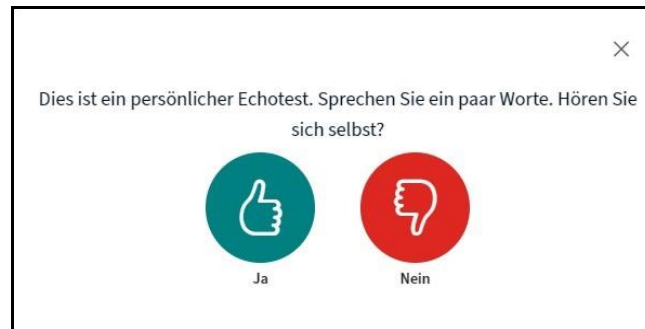 Dies ist ein persönlicher Echotest. Sprechen Sie ein paar Worte. Hören Sie
sich selbst?
Ja
Nein